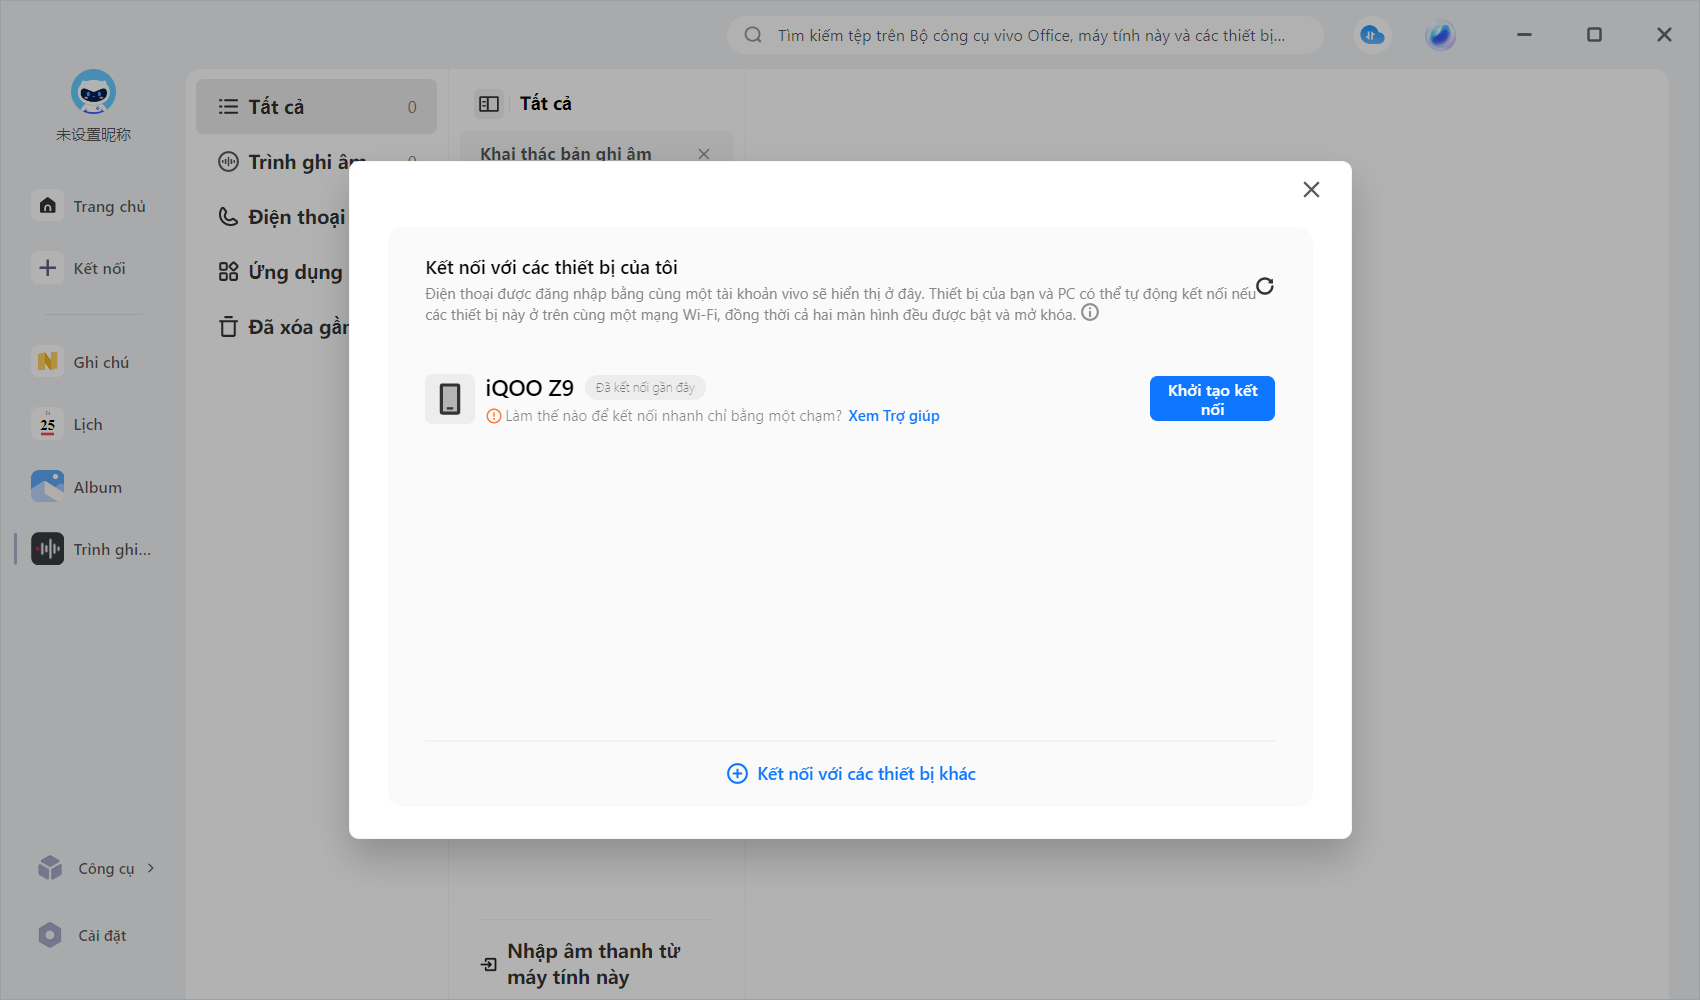 Tìm kiếm tệp trên Bộ công cụ vivo Office, máy tính này và các thiết bị...
未设置昵称
Trang chủ
Kết nối
Ghi chú
25
Lịch
Album
Trình ghi...
Công cụ
Cài đặt
Tất cả 0
Trình ghi âm 0
Điện thoại
Ứng dụng
Đã xóa gần
Tất cả
Khai thác bản ghi âm
Kết nối với các thiết bị của tôi
Điện thoại được đăng nhập bằng cùng một tài khoản vivo sẽ hiển thị ở đây. Thiết bị của bạn và PC có thể tự động kết nối nếu
các thiết bị này ở trên cùng một mạng Wi-Fi, đồng thời cả hai màn hình đều được bật và mở khóa.
iQOO Z9 Đã kết nối gần đây
Làm thế nào để kết nối nhanh chỉ bằng một chạm? Xem Trợ giúp
Khởi tạo kết
nối
Kết nối với các thiết bị khác
Nhập âm thanh từ
máy tính này